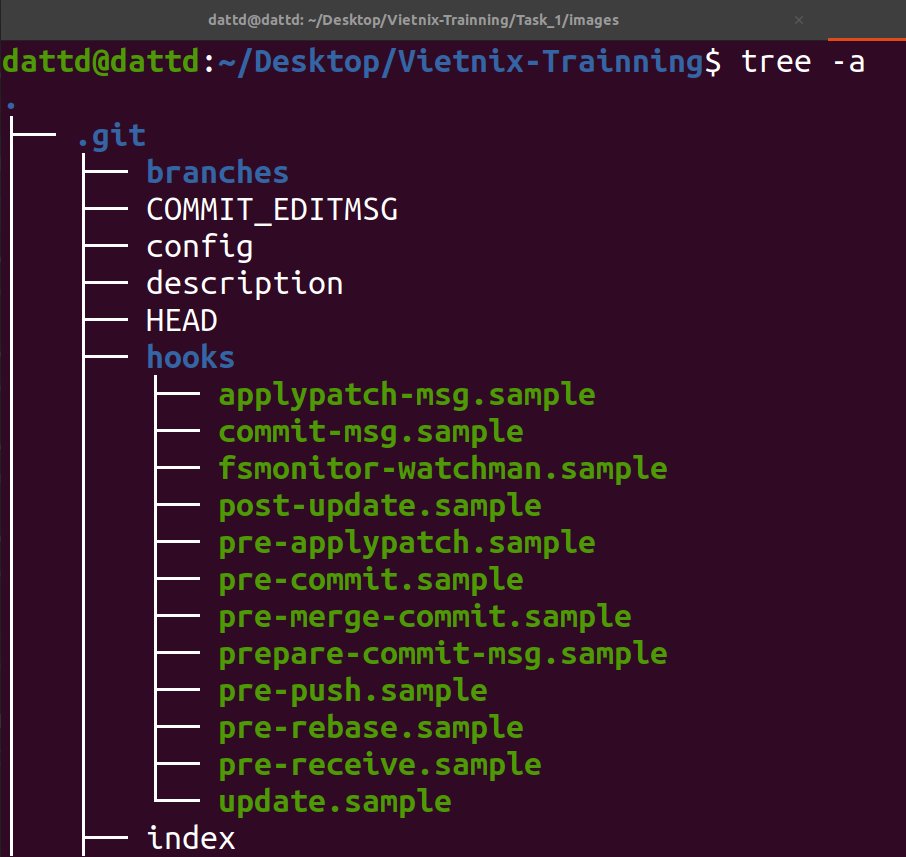 dattd@dattd: ~/Desktop/Vietnix-Trainning/Task_1/images ×
dattd@dattd:~/Desktop/Vietnix-Trainning$ tree -a
.
├── .git
│   ├── branches
│   ├── COMMIT_EDITMSG
│   ├── config
│   ├── description
│   ├── HEAD
│   ├── hooks
│   │   ├── applypatch-msg.sample
│   │   ├── commit-msg.sample
│   │   ├── fsmonitor-watchman.sample
│   │   ├── post-update.sample
│   │   ├── pre-applypatch.sample
│   │   ├── pre-commit.sample
│   │   ├── pre-merge-commit.sample
│   │   ├── prepare-commit-msg.sample
│   │   ├── pre-push.sample
│   │   ├── pre-rebase.sample
│   │   ├── pre-receive.sample
│   │   └── update.sample
│   ├── index